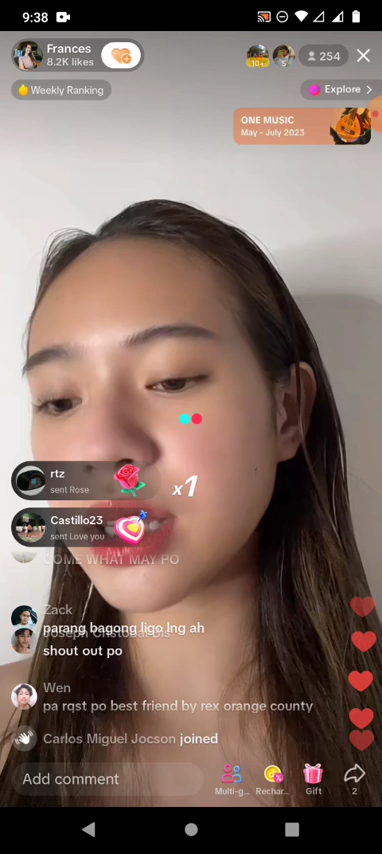 9:38
Frances
8.2K likes
10+
5
254
Weekly Ranking
Explore
ONE MUSIC
May - July 2023
rtz
sent Rose
x1
Castillo23
sent Love you
COME WHAT MAY PO
Zack
parang bagong ligo lng ah
shout out po
Wen
pa rqst po best friend by rex orange county
Carlos Miguel Jocson joined
Add comment
Multi-g...
Rechar...
Gift
2